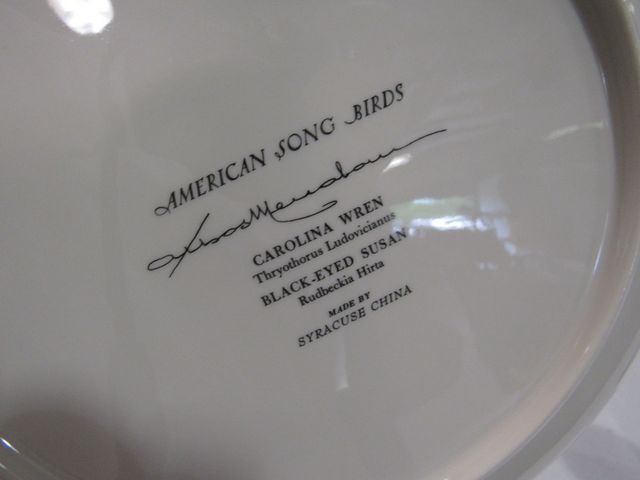 AMERICAN SONG BIRDS
CAROLINA WREN
Thryothorus Ludovicianus
BLACK-EYED SUSAN
Rudbeckia Hirta
MADE BY
SYRACUSE CHINA